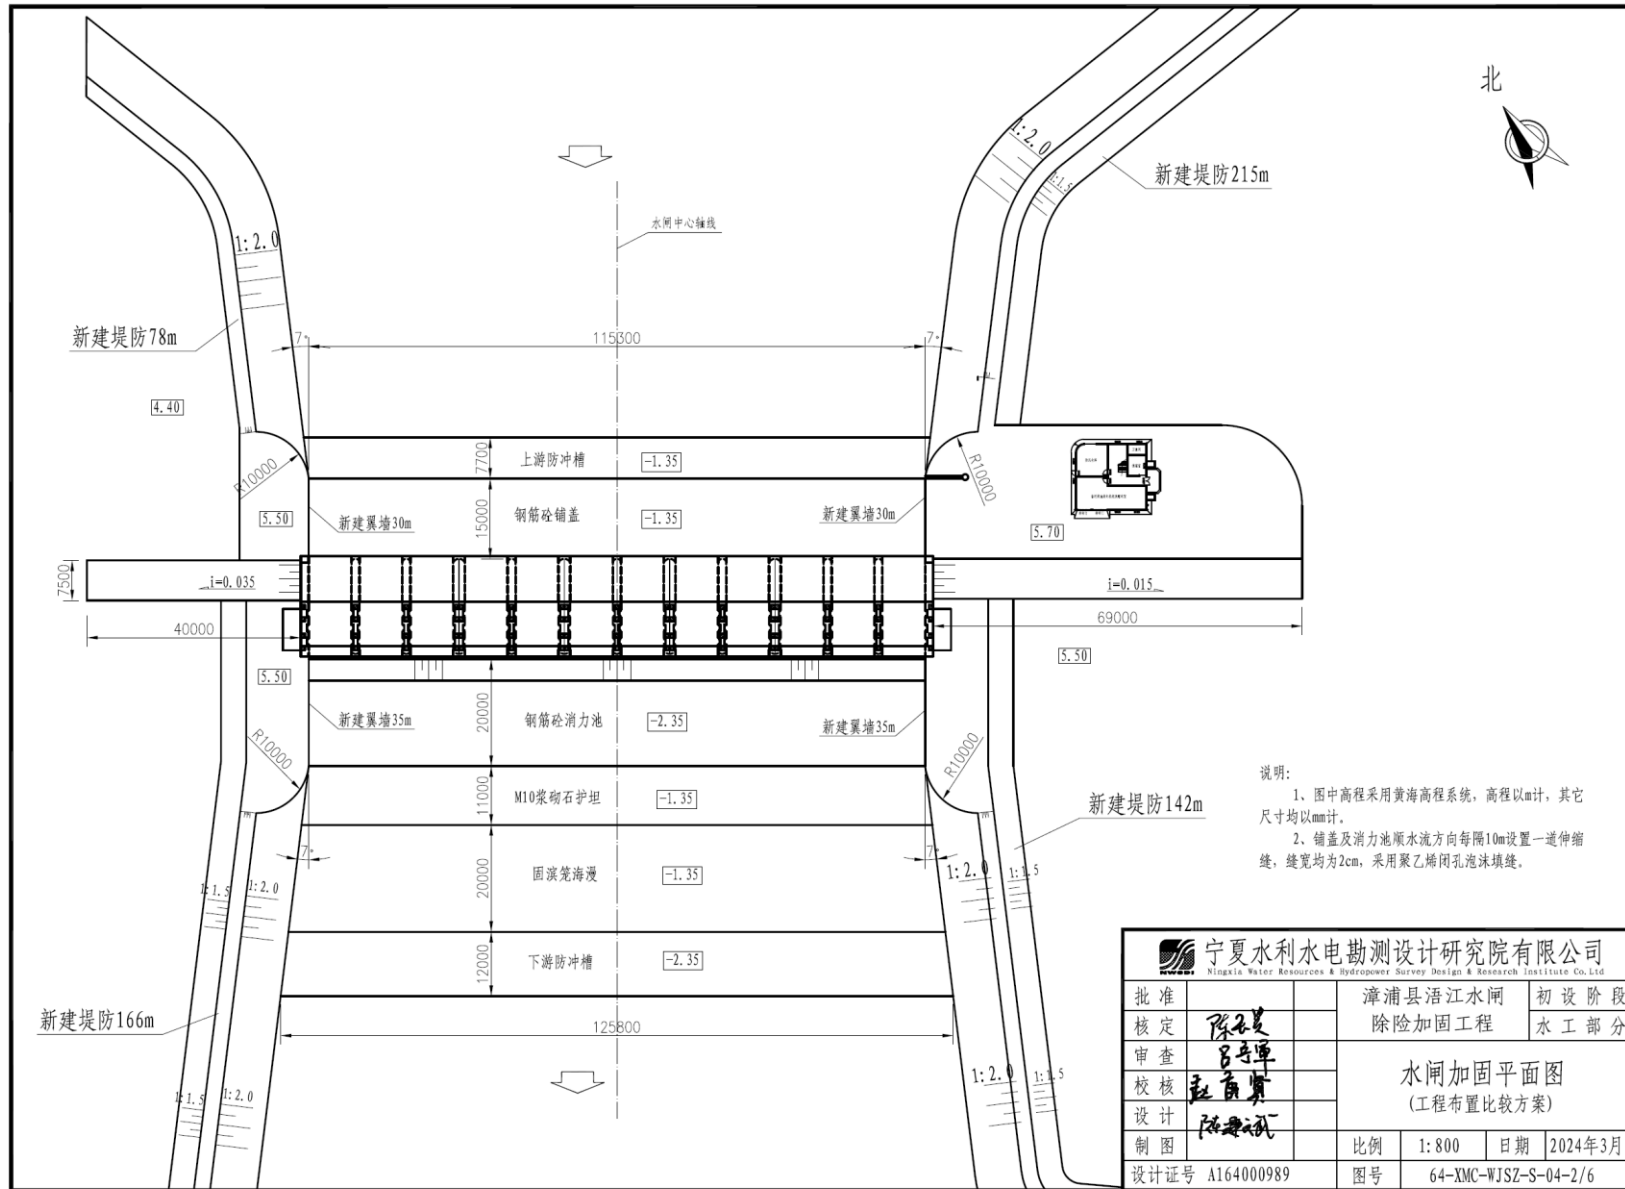 北
1:2.0
1:1.5
新建堤防215m
水闸中心轴线
1:2.0
新建堤防78m
7°
115300
7°
4.40
7700
上游防冲槽
-1.35
R10000
R10000
5.50
新建翼墙30m
15000
钢筋砼铺盖
-1.35
新建翼墙30m
5.70
7500
i=0.035
i=0.015
40000
69000
5.50
5.50
新建翼墙35m
20000
钢筋砼消力池
-2.35
新建翼墙35m
R10000
R10000
11000
M10浆砌石护坦
-1.35
新建堤防142m
说明:
1、图中高程采用黄海高程系统，高程以m计，其它
尺寸均以mm计。
2、铺盖及消力池顺水流方向每隔10m设置一道伸缩
缝，缝宽均为2cm，采用聚乙烯闭孔泡沫填缝。
7°
7°
1:1.5
1:2.0
20000
固滨笼海漫
-1.35
1:2.0
1:1.5
12000
下游防冲槽
-2.35
新建堤防166m
125800
1:1.5
1:2.0
1:2.0
1:1.5
NWSDI
宁夏水利水电勘测设计研究院有限公司
Ningxia Water Resources & Hydropower Survey Design & Research Institute Co.Ltd
批准
漳浦县浯江水闸
除险加固工程
初设阶段
核定
水工部分
审查
校核
水闸加固平面图
(工程布置比较方案)
设计
制图
比例
1:800
日期
2024年3月
设计证号
A164000989
图号
64-XMC-WJSZ-S-04-2/6